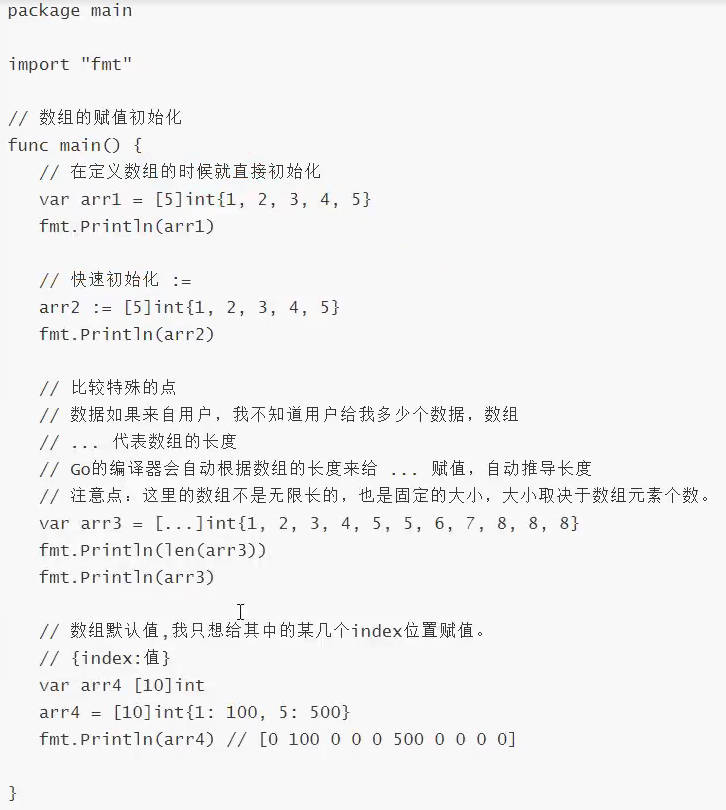 package main
import "fmt"
// 数组的赋值初始化
func main() {
// 在定义数组的时候就直接初始化
var arr1 = [5]int{1, 2, 3, 4, 5}
fmt.Println(arr1)
// 快速初始化 :=
arr2 := [5]int{1, 2, 3, 4, 5}
fmt.Println(arr2)
// 比较特殊的点
// 数据如果来自用户，我不知道用户给我多少个数据，数组
// ... 代表数组的长度
// Go的编译器会自动根据数组的长度来给 ... 赋值，自动推导长度
// 注意点：这里的数组不是无限长的，也是固定的大小，大小取决于数组元素个数。
var arr3 = [...]int{1, 2, 3, 4, 5, 5, 6, 7, 8, 8, 8}
fmt.Println(len(arr3))
fmt.Println(arr3)
// 数组默认值,我只想给其中的某几个index位置赋值。
// {index:值}
var arr4 [10]int
arr4 = [10]int{1: 100, 5: 500}
fmt.Println(arr4) // [0 100 0 0 0 500 0 0 0 0]
}